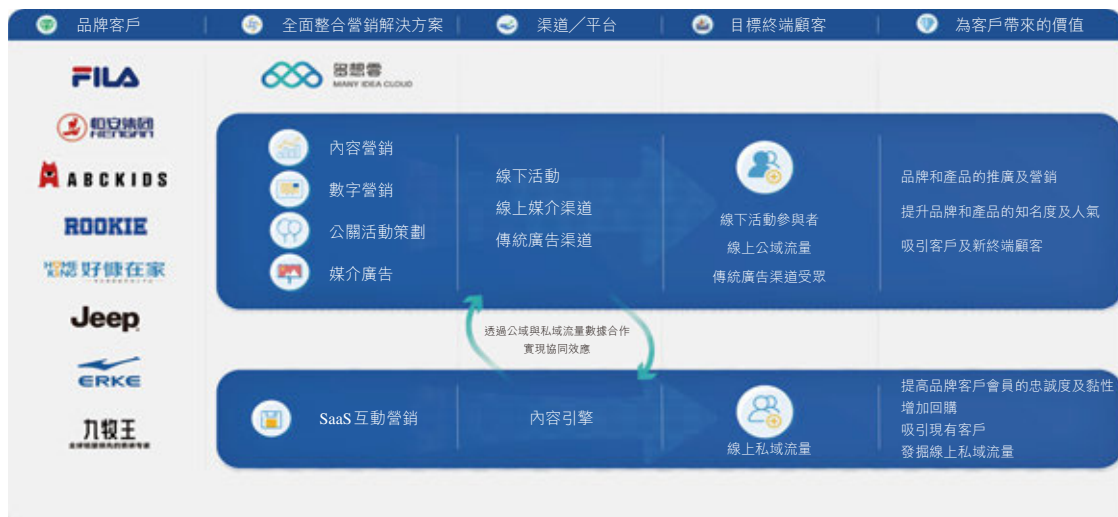 品牌客戶
全面整合營銷解決方案
渠道／平台
目標終端顧客
為客戶帶來的價值
FILA
恒安集团
HENGAN
ABCKIDS
ROOKIE
好慷在家
Jeep
ERKE
九牧王
多想雲
MANY IDEA CLOUD
內容營銷
數字營銷
公關活動策劃
媒介廣告
線下活動
線上媒介渠道
傳統廣告渠道
線下活動參與者
線上公域流量
傳統廣告渠道受眾
品牌和產品的推廣及營銷
提升品牌和產品的知名度及人氣
吸引客戶及新終端顧客
透過公域與私域流量數據合作
實現協同效應
SaaS互動營銷
內容引擎
線上私域流量
提高品牌客戶會員的忠誠度及黏性
增加回購
吸引現有客戶
發掘線上私域流量